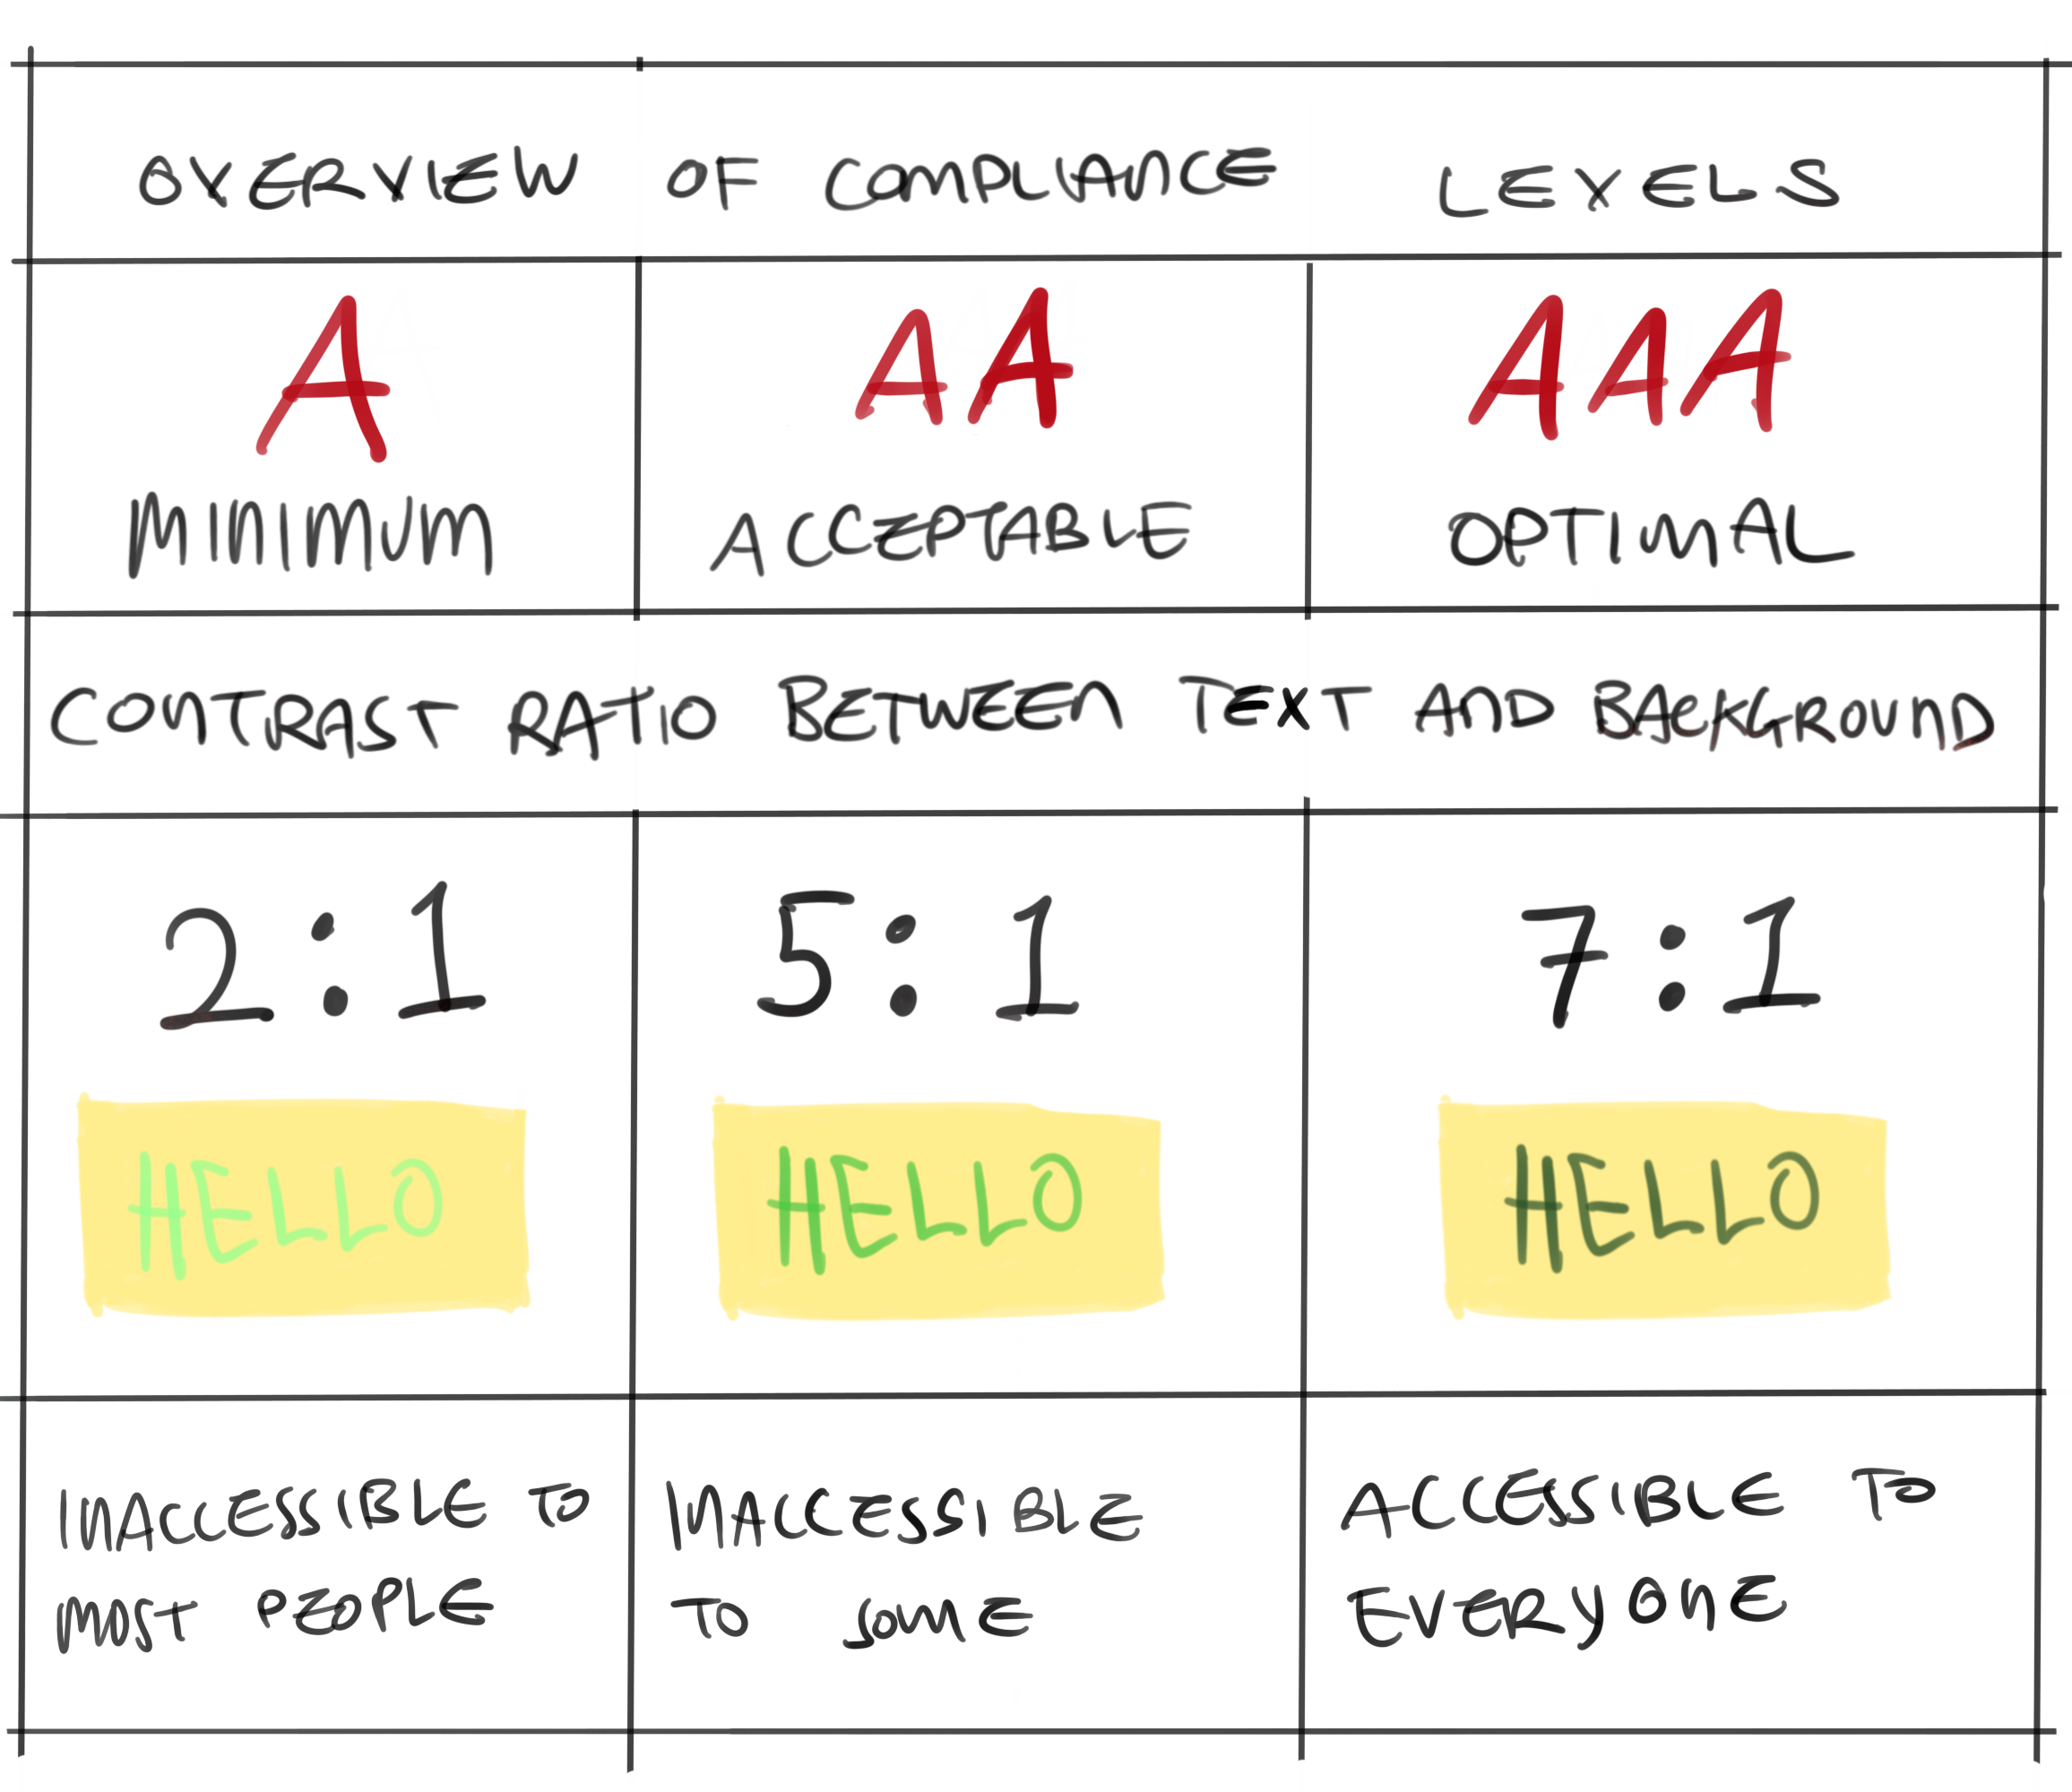 OVERVIEW OF COMPLIANCE LEVELS
A AA AAA
MINIMUM ACCEPTABLE OPTIMAL
CONTRAST RATIO BETWEEN TEXT AND BACKGROUND
2:1 5:1 7:1
HELLO HELLO HELLO
INACCESSIBLE TO
MOST PEOPLE
INACCESSIBLE
TO SOME
ACCESSIBLE TO
EVERYONE